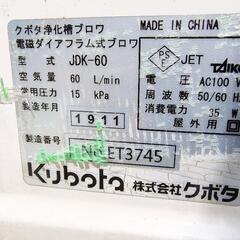 クボタ浄化槽ブロワ
MADE IN CHINA
電磁ダイアフラム式ブロワ
PS E JET TAIKO
型式 JDK-60
電圧 AC100 V
空気量 60 L/min
周波数 50/60 H
常用圧力 15 kPa
消費電力 35 W
製造年月 1911
屋外用
製造番号
№ ET3745
Kubota 株式会社クボタ